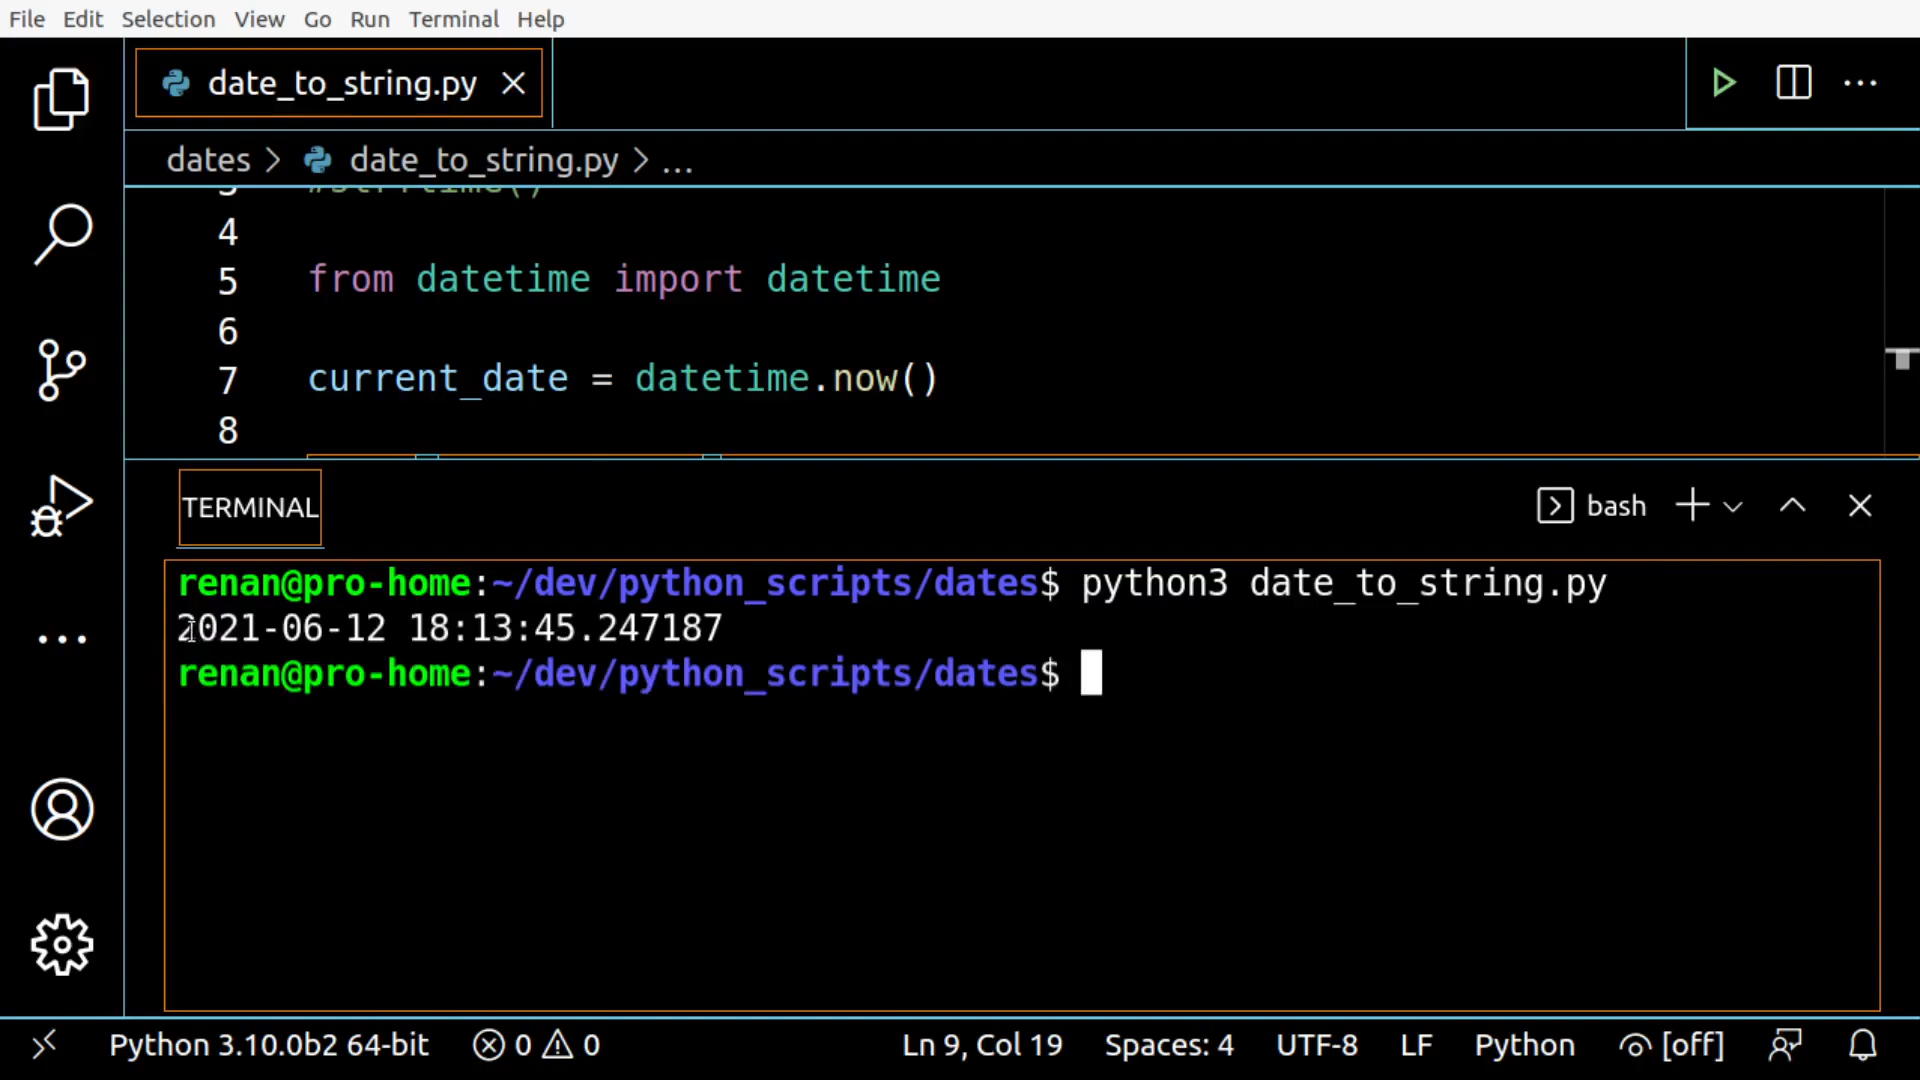 File Edit Selection View Go Run Terminal Help
date_to_string.py
dates > date_to_string.py > ...
4
5 from datetime import datetime
6
7 current_date = datetime.now()
8
TERMINAL
bash
renan@pro-home:~/dev/python_scripts/dates$ python3 date_to_string.py
2021-06-12 18:13:45.247187
renan@pro-home:~/dev/python_scripts/dates$
Python 3.10.0b2 64-bit 0 0 Ln 9, Col 19 Spaces: 4 UTF-8 LF Python [off]